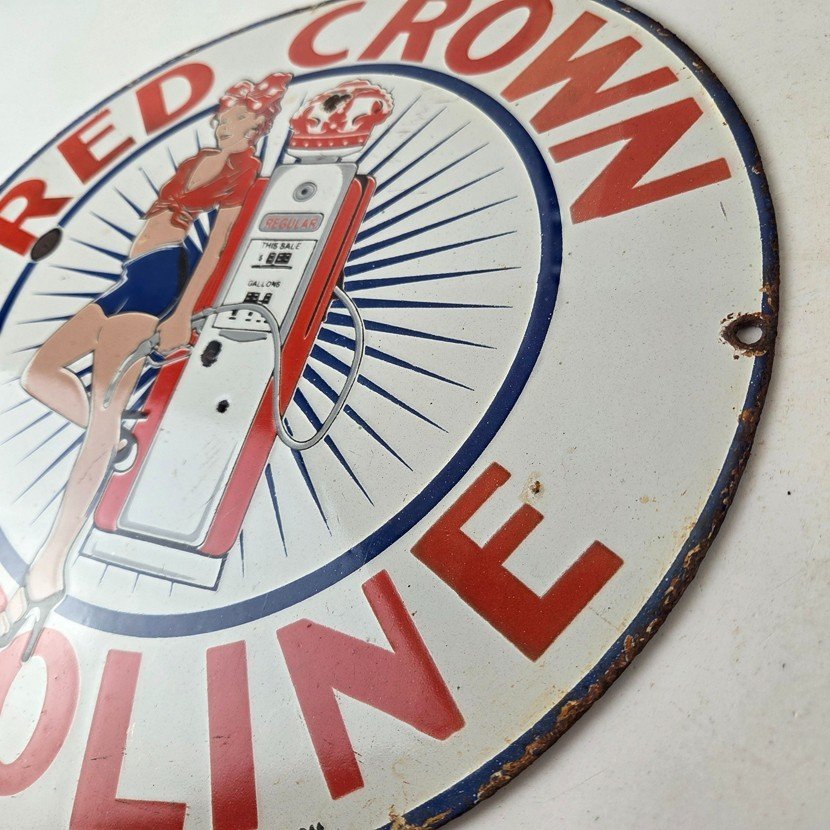 RED CROWN
REGULAR
THIS SALE
$
GALLONS
OLINE